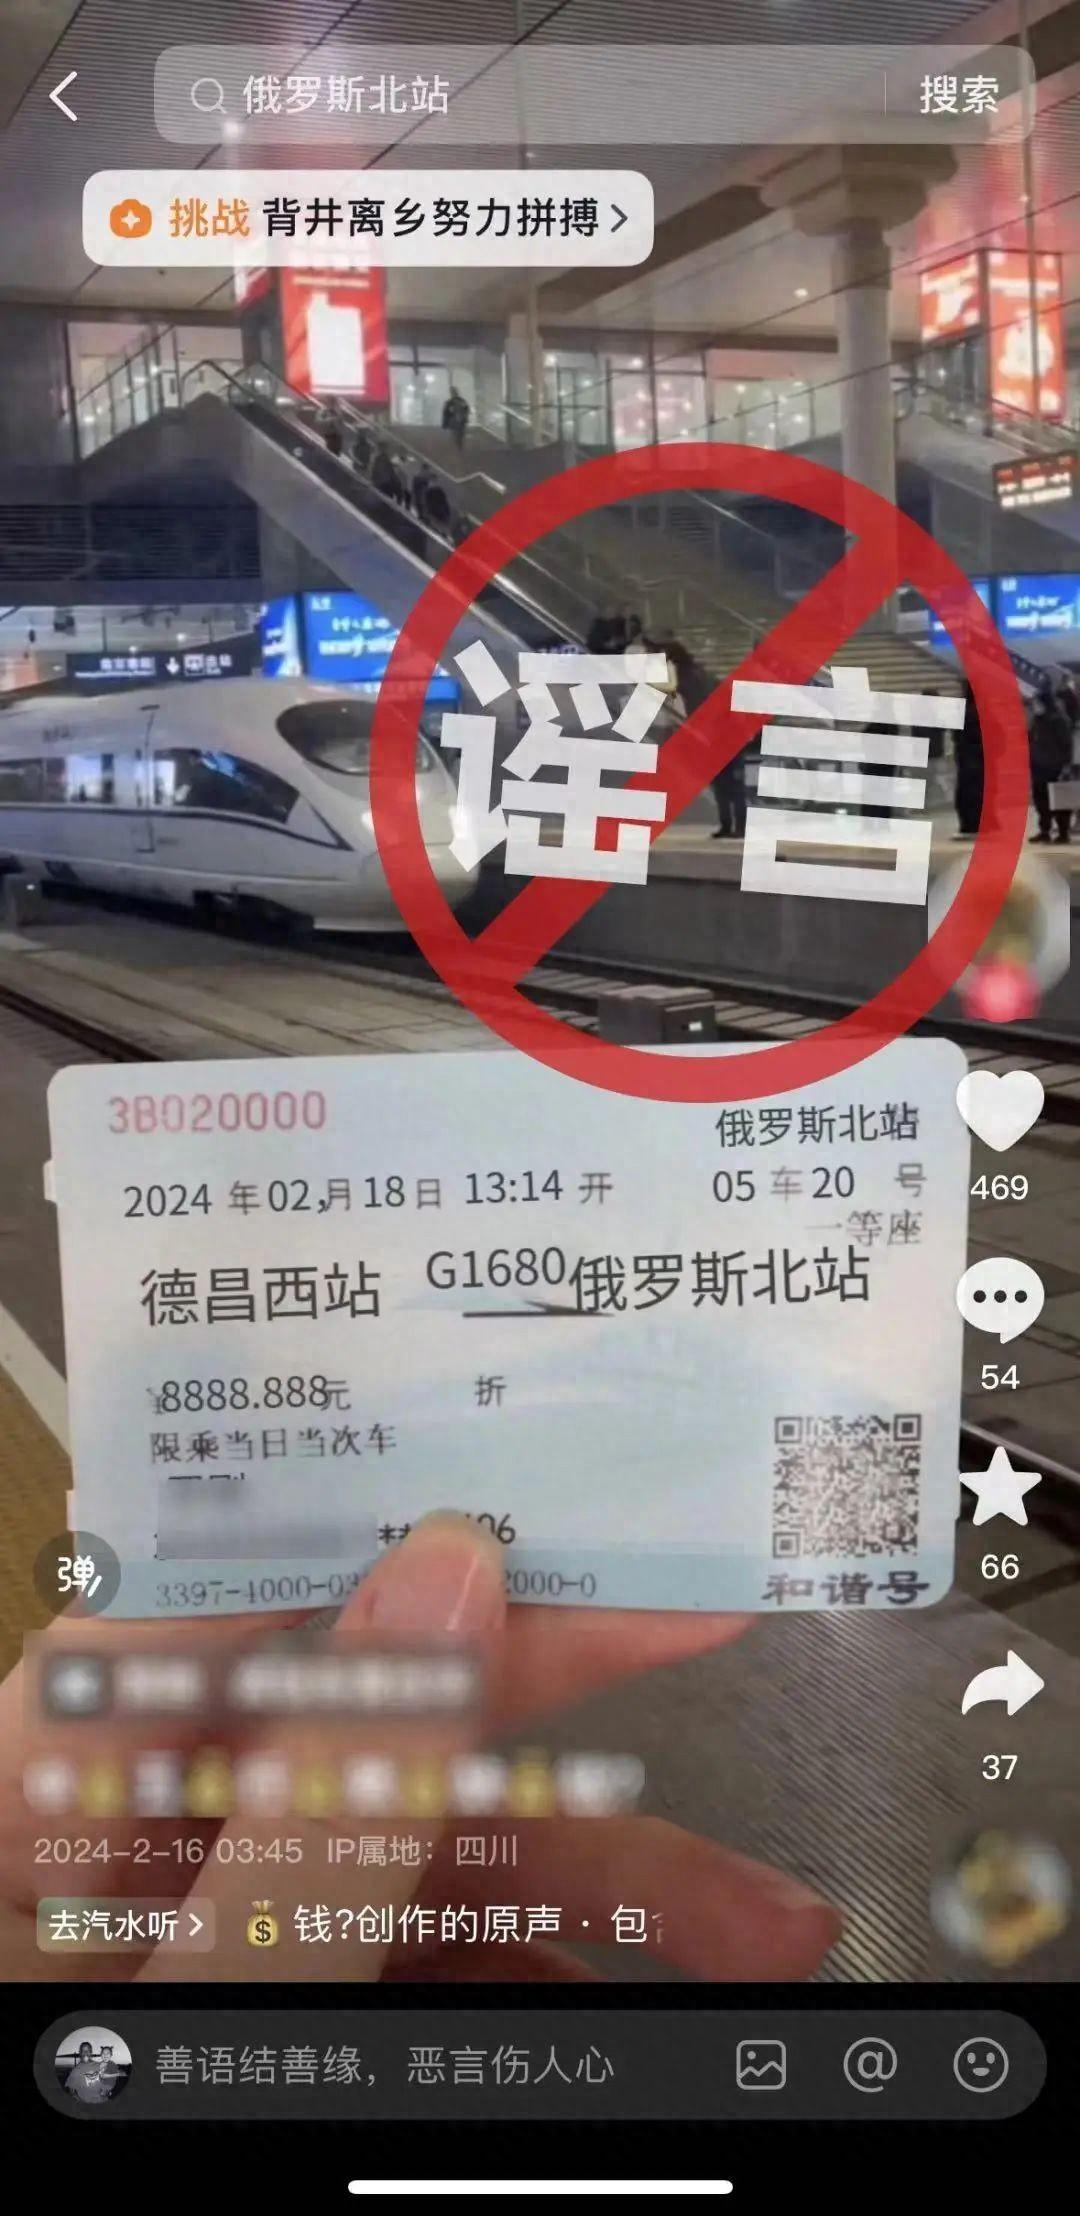 俄罗斯北站
搜索
挑战 背井离乡努力拼搏
谣言
3B020000
俄罗斯北站
2024 年 02月 18日 13:14 开
05 车 20 号
一等座
德昌西站 G1680 俄罗斯北站
¥8888.888元 折
限乘当日当次车
和谐号
469
54
66
37
弹
2024-2-16 03:45 IP属地：四川
去汽水听
钱?创作的原声 · 包
善语结善缘，恶言伤人心